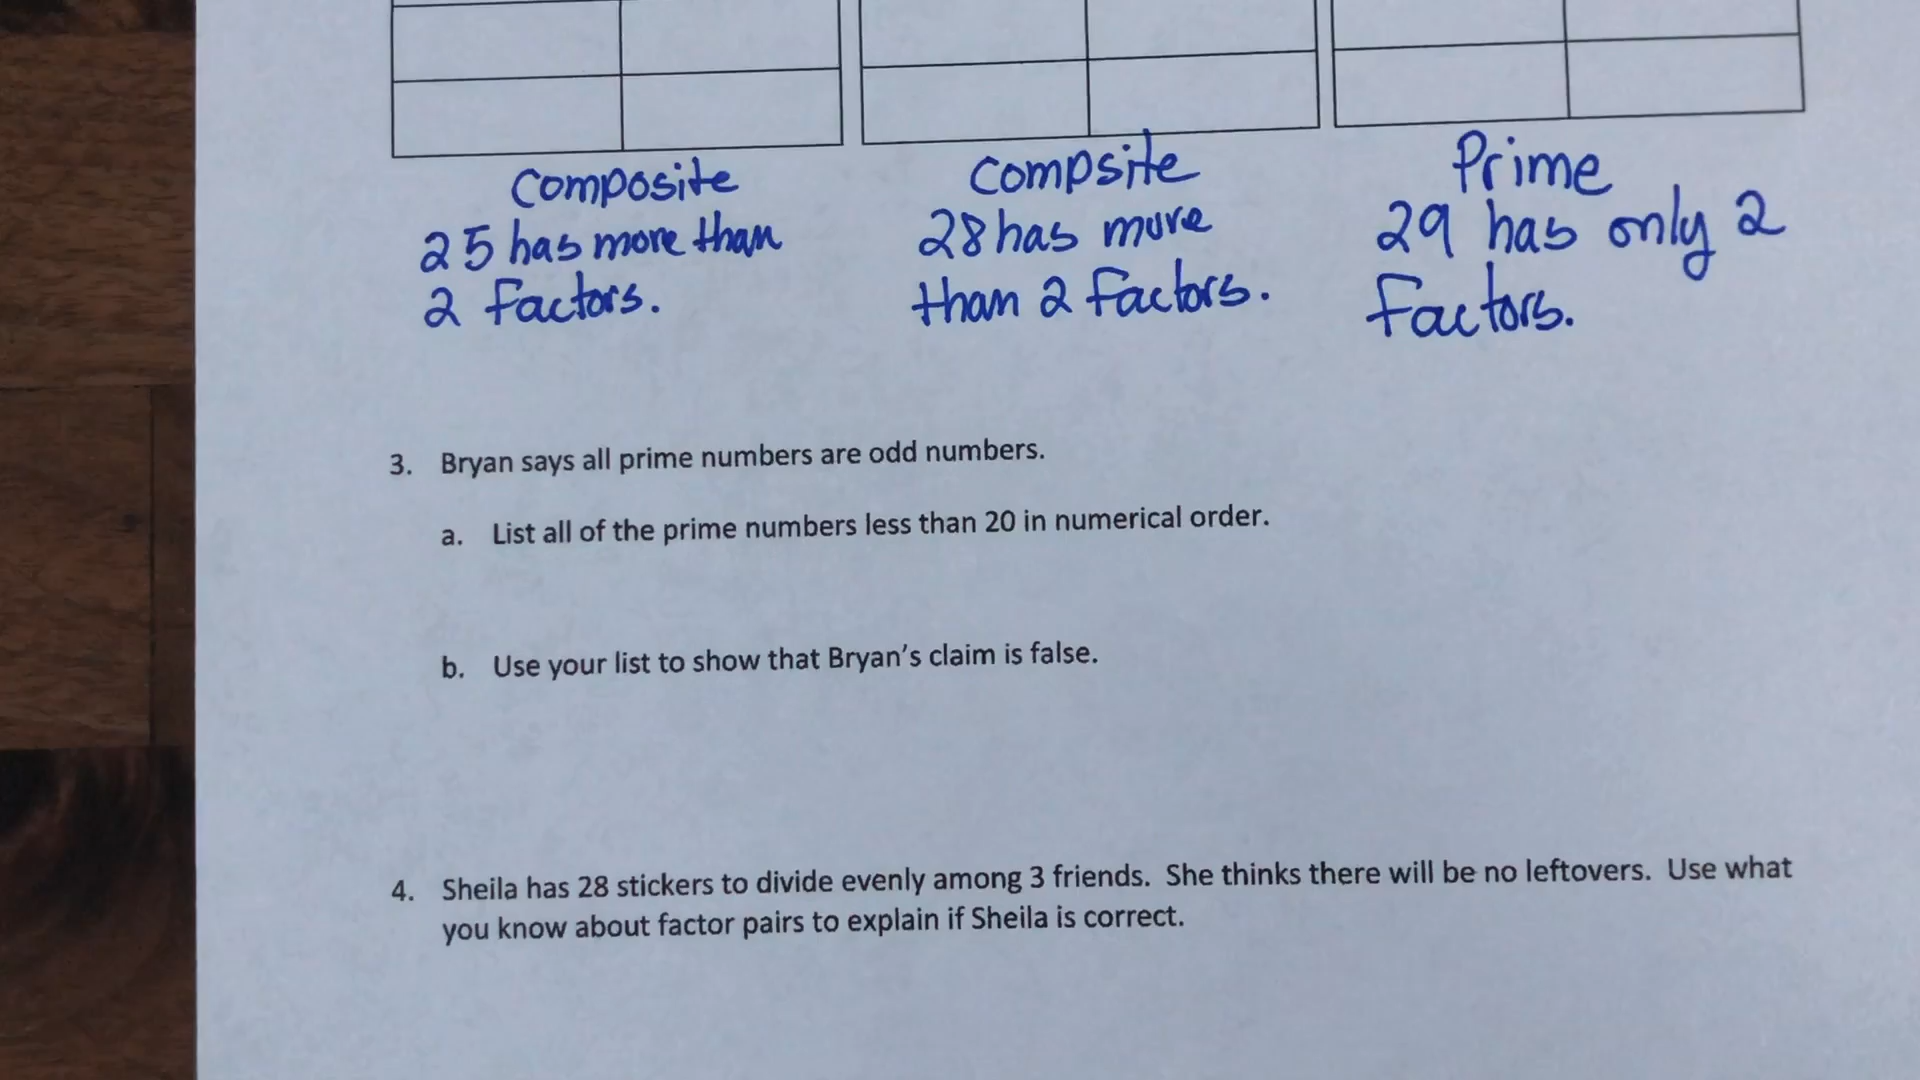 Composite
25 has more than
2 factors.
Compsite
28 has more
than 2 factors.
Prime
29 has only 2
factors.
3. Bryan says all prime numbers are odd numbers.
a. List all of the prime numbers less than 20 in numerical order.
b. Use your list to show that Bryan’s claim is false.
4. Sheila has 28 stickers to divide evenly among 3 friends. She thinks there will be no leftovers. Use what
you know about factor pairs to explain if Sheila is correct.